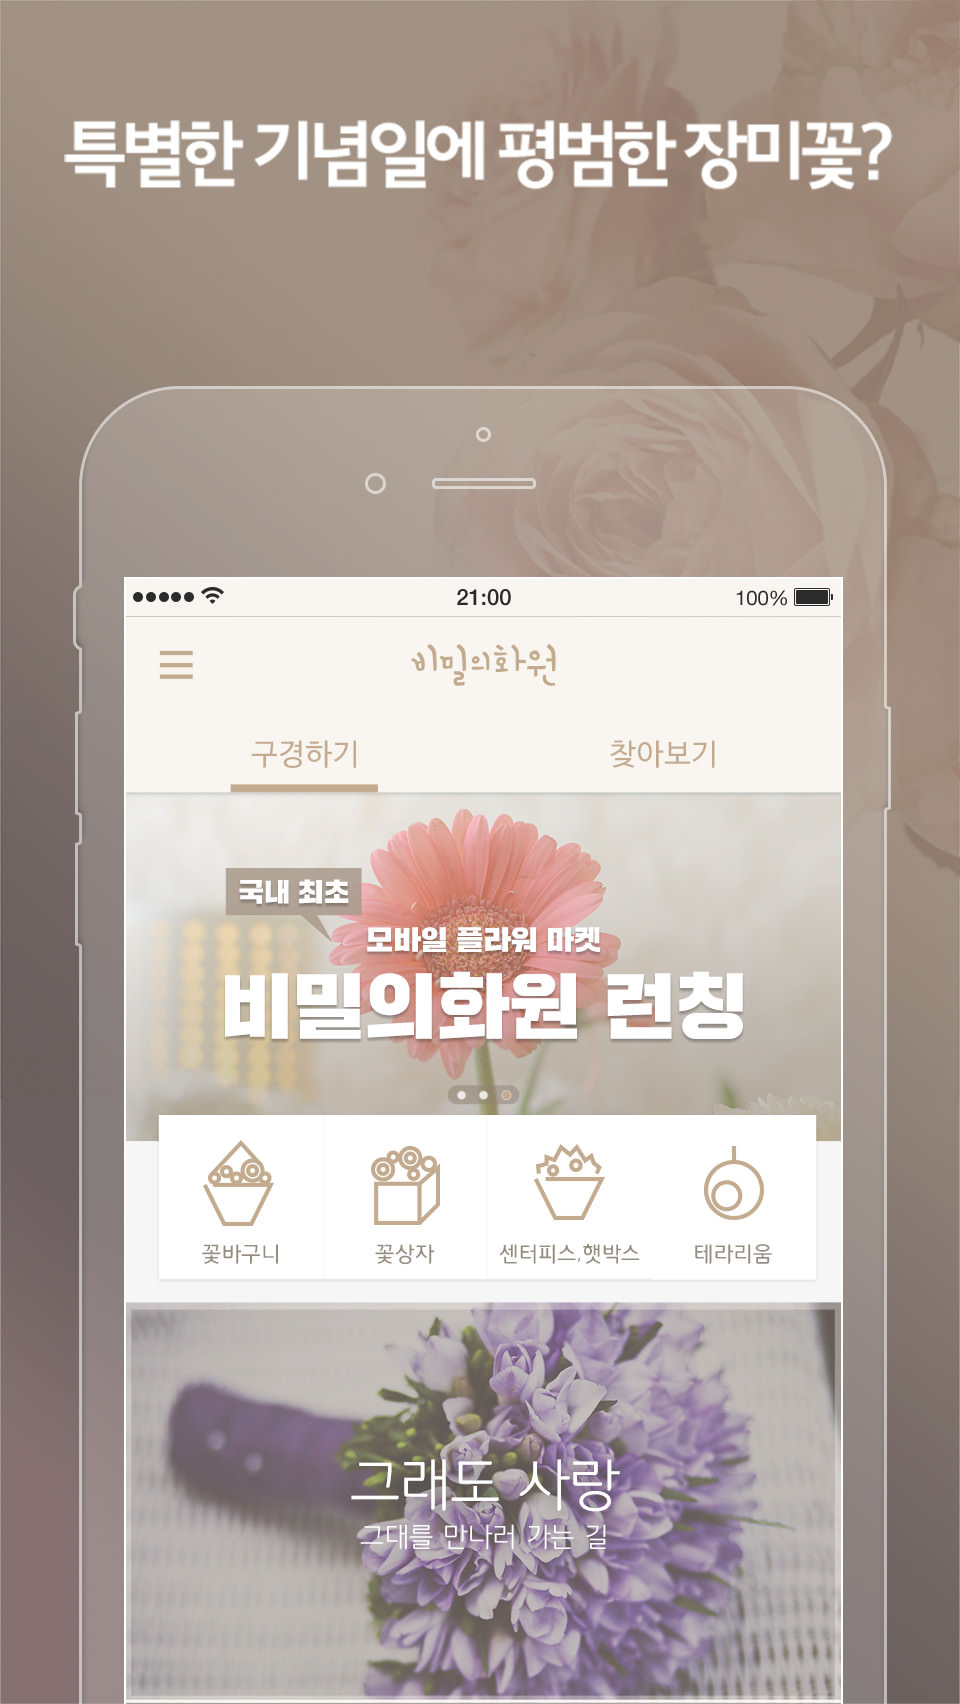 특별한 기념일에 평범한 장미꽃?
21:00
100%
비밀의화원
구경하기
찾아보기
국내 최초
모바일 플라워 마켓
비밀의화원 런칭
꽃바구니
꽃상자
센터피스,햇박스
테라리움
그래도 사랑
그대를 만나러 가는 길